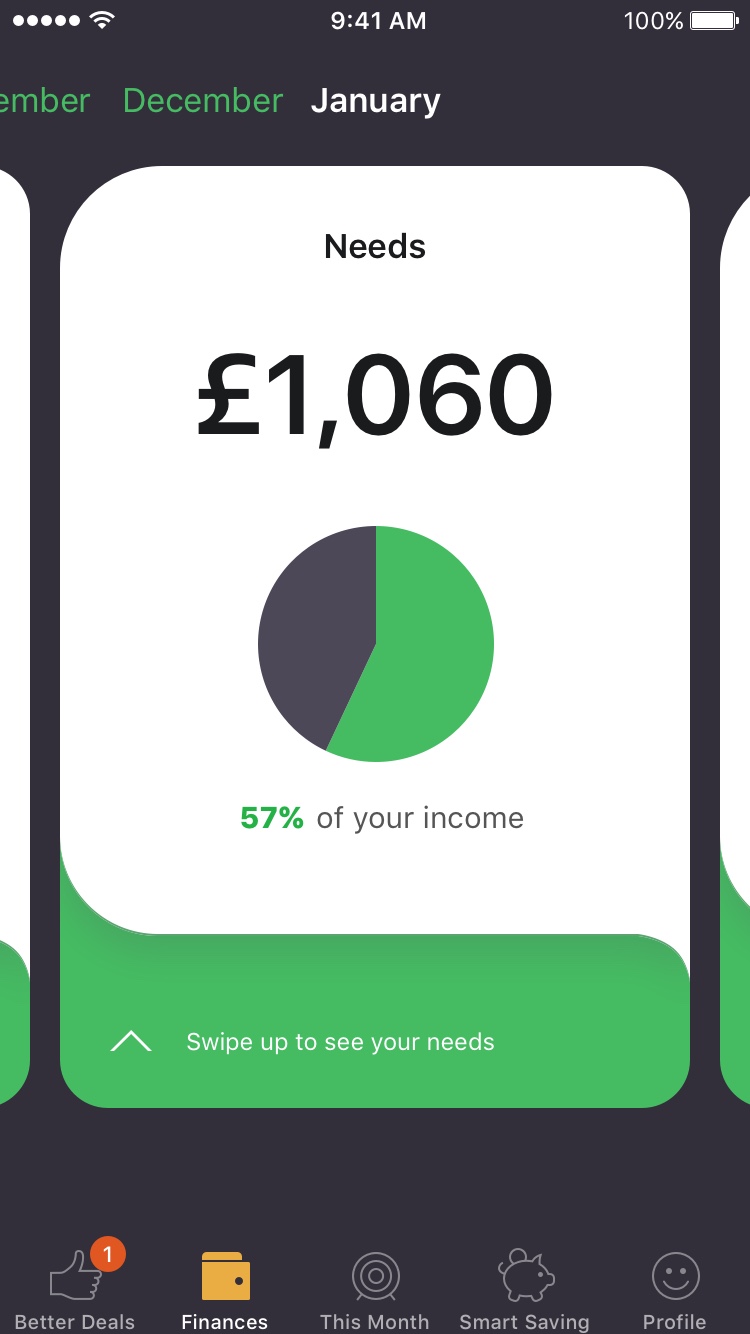 9:41 AM 100%
ember December January
Needs
£1,060
57% of your income
Swipe up to see your needs
1
Better Deals Finances This Month Smart Saving Profile